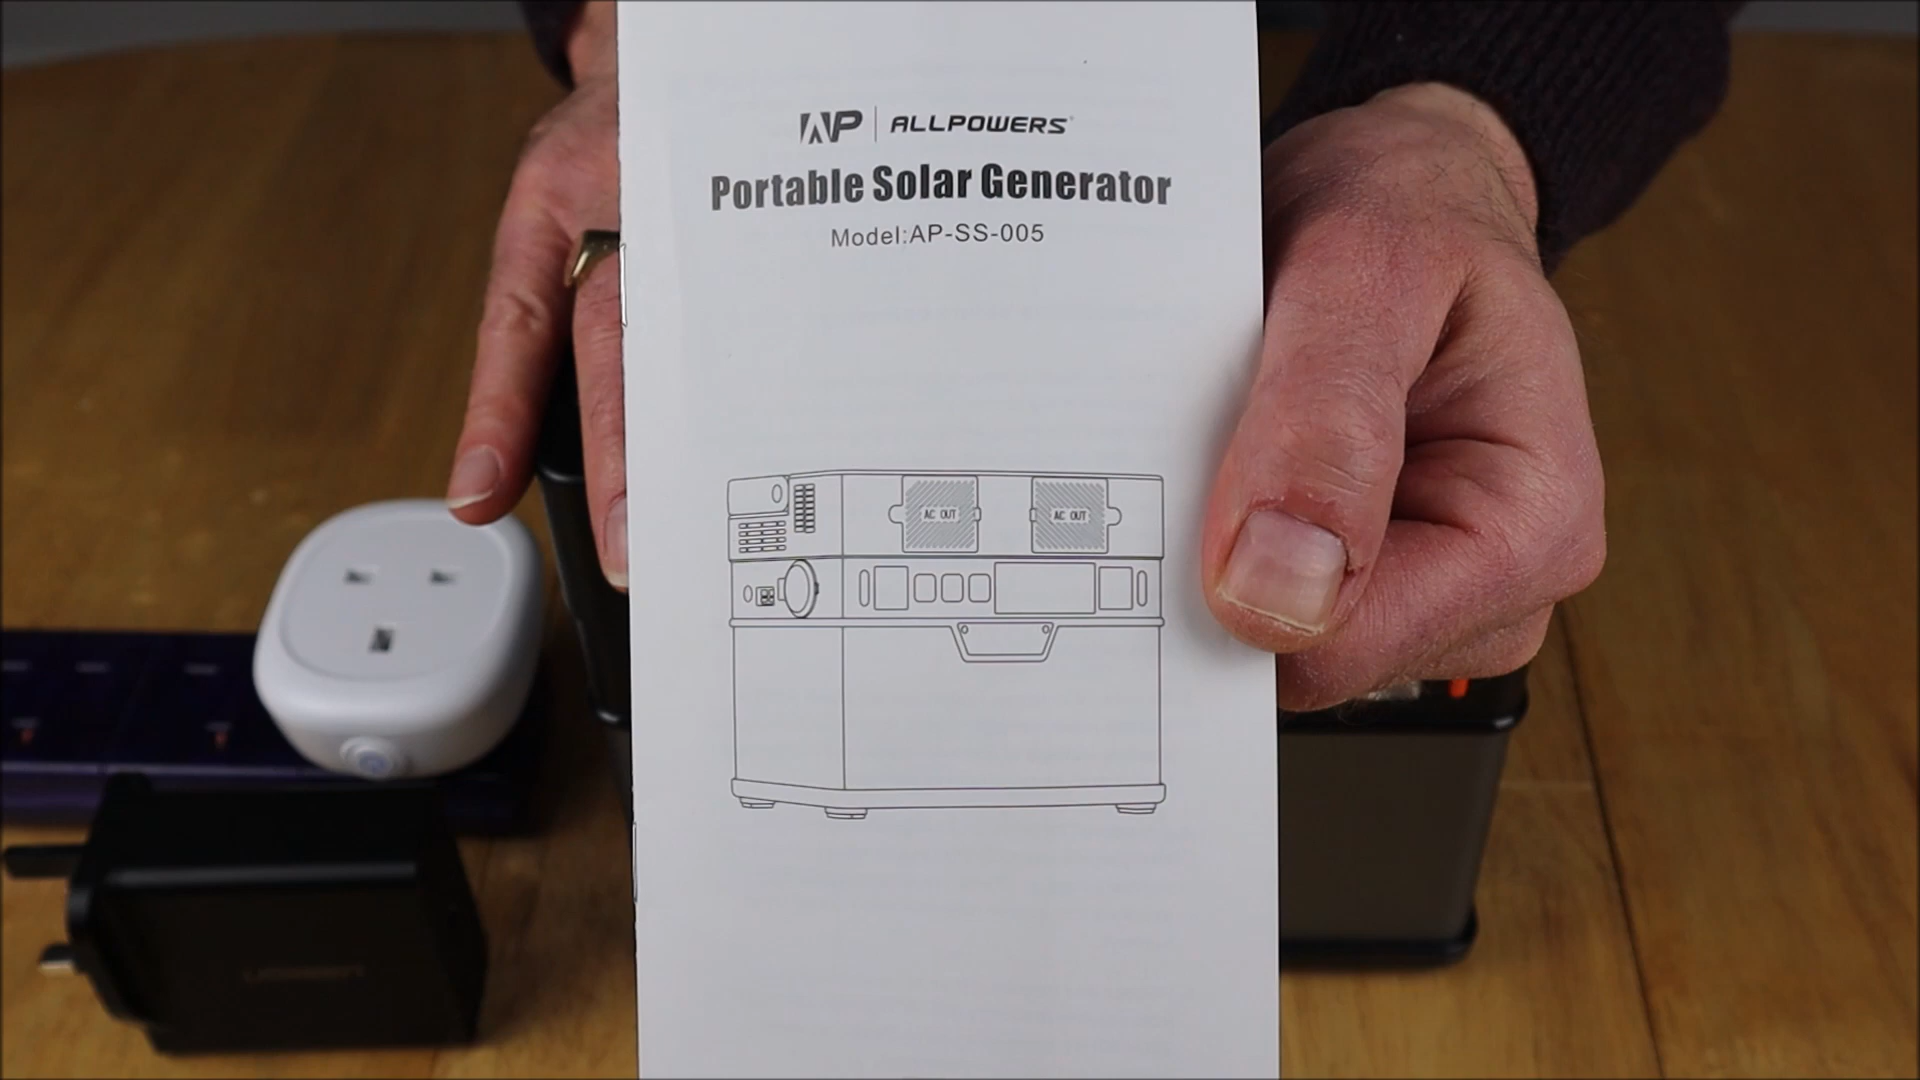 AP | ALLPOWERS
Portable Solar Generator
Model:AP-SS-005
AC OUT
AC OUT